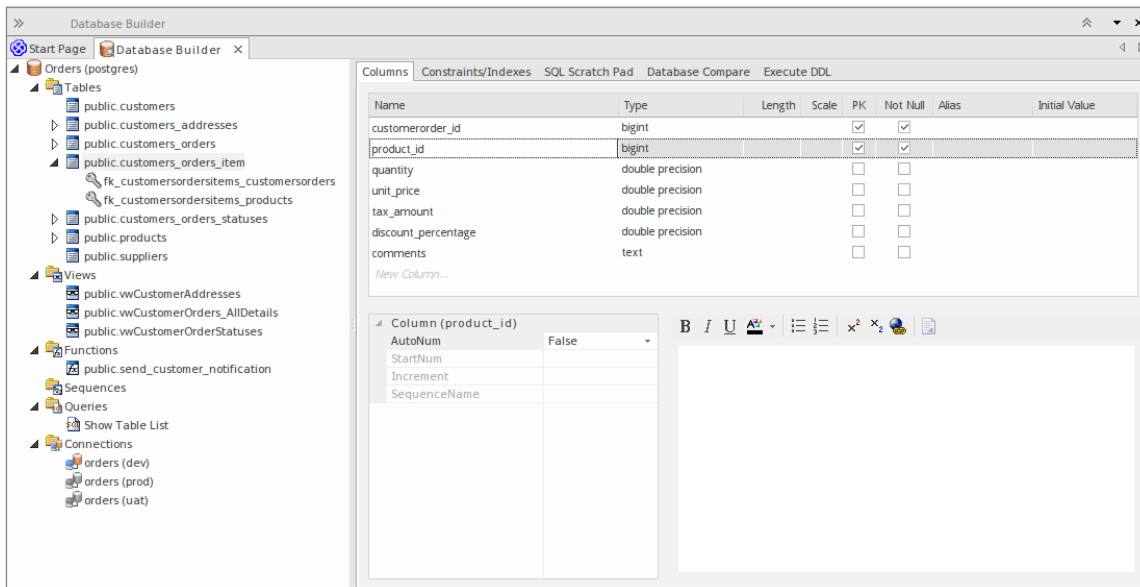 Database Builder
Start Page Database Builder
Orders (postgres)
Tables
public.customers
public.customers_addresses
public.customers_orders
public.customers_orders_item
fk_customersordersitems_customersorders
fk_customersordersitems_products
public.customers_orders_statuses
public.products
public.suppliers
Views
public.vwCustomerAddresses
public.vwCustomerOrders_AllDetails
public.vwCustomerOrderStatuses
Functions
public.send_customer_notification
Sequences
Queries
Show Table List
Connections
orders (dev)
orders (prod)
orders (uat)
Columns Constraints/Indexes SQL Scratch Pad Database Compare Execute DDL
Name Type Length Scale PK Not Null Alias Initial Value
customerorder_id bigint
product_id bigint
quantity double precision
unit_price double precision
tax_amount double precision
discount_percentage double precision
comments text
New Column...
Column (product_id)
AutoNum False
StartNum
Increment
SequenceName
B I U